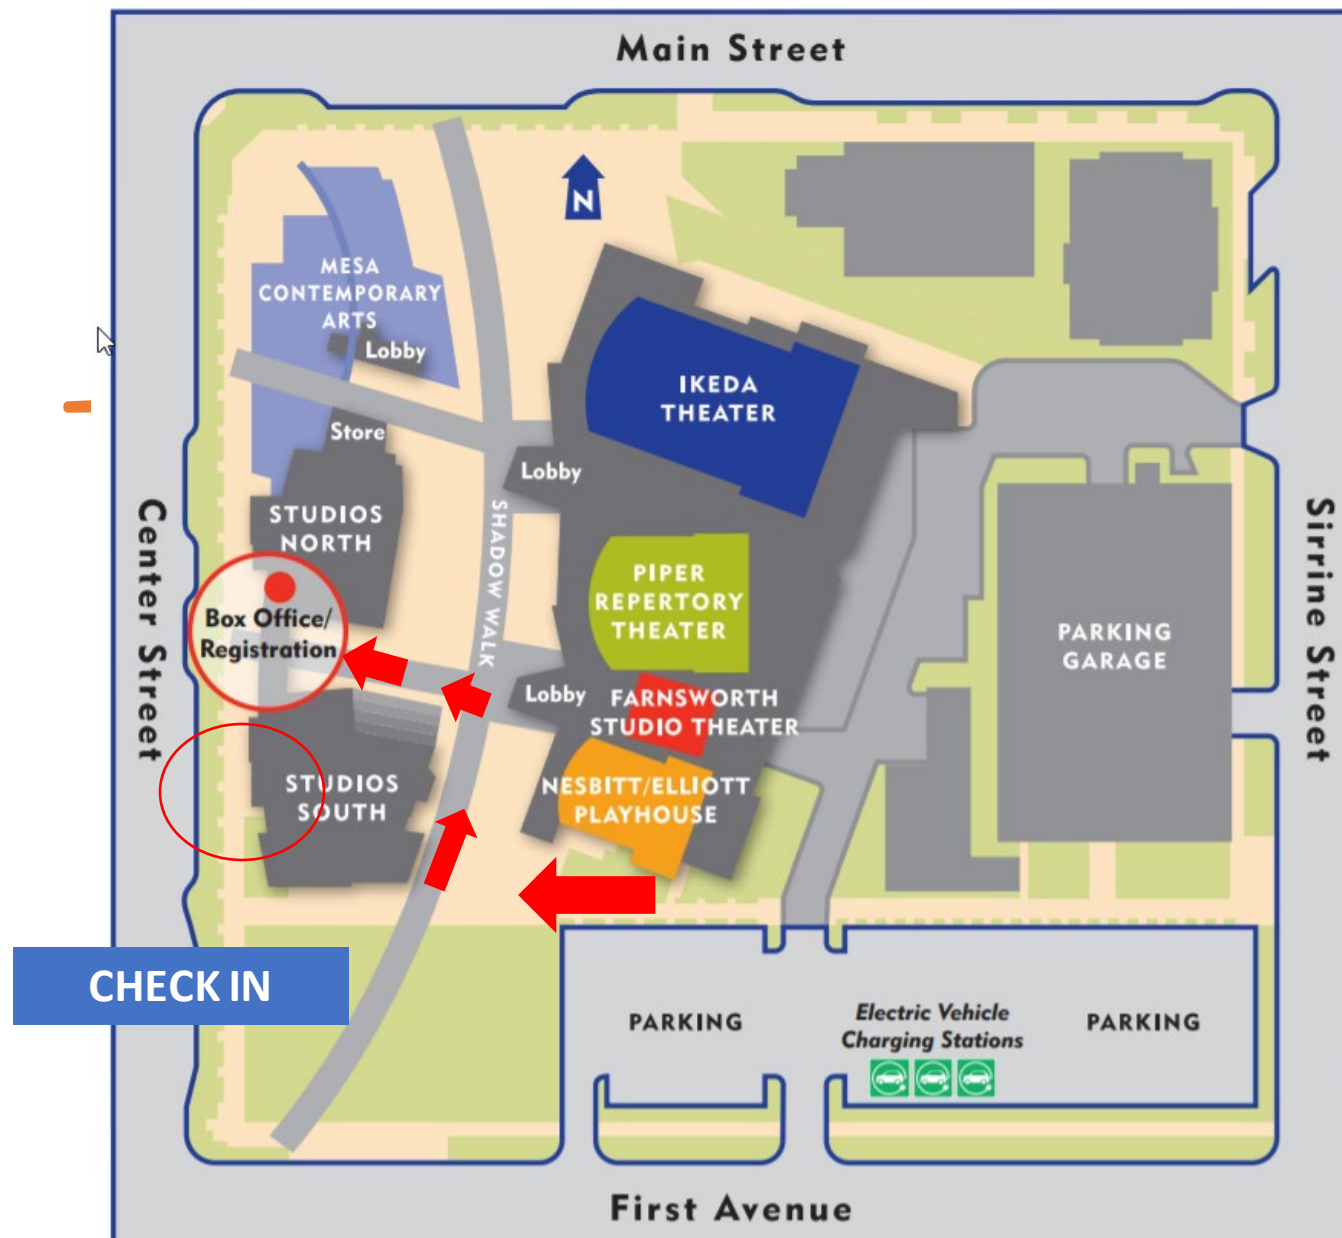 Main Street
N
MESA
CONTEMPORARY
ARTS
Lobby
IKEDA
THEATER
Store
Lobby
STUDIOS
NORTH
SHADOW WALK
Center Street
Sirrine Street
PIPER
REPERTORY
THEATER
Box Office/
Registration
PARKING
GARAGE
Lobby
FARNSWORTH
STUDIO THEATER
STUDIOS
SOUTH
NESBITT/ELLIOTT
PLAYHOUSE
CHECK IN
PARKING
Electric Vehicle
Charging Stations
PARKING
First Avenue